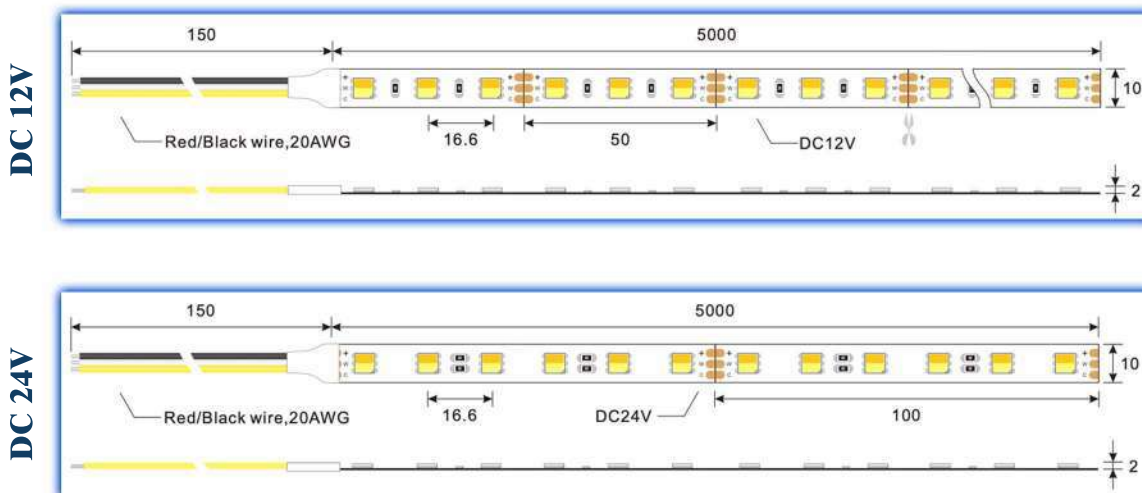 DC 12V
150
5000
+ + + +
W W W W
C C C C
10
Red/Black wire,20AWG
16.6
50
DC12V
2
DC 24V
150
5000
+ +
W W
C C
10
Red/Black wire,20AWG
16.6
DC24V
100
2